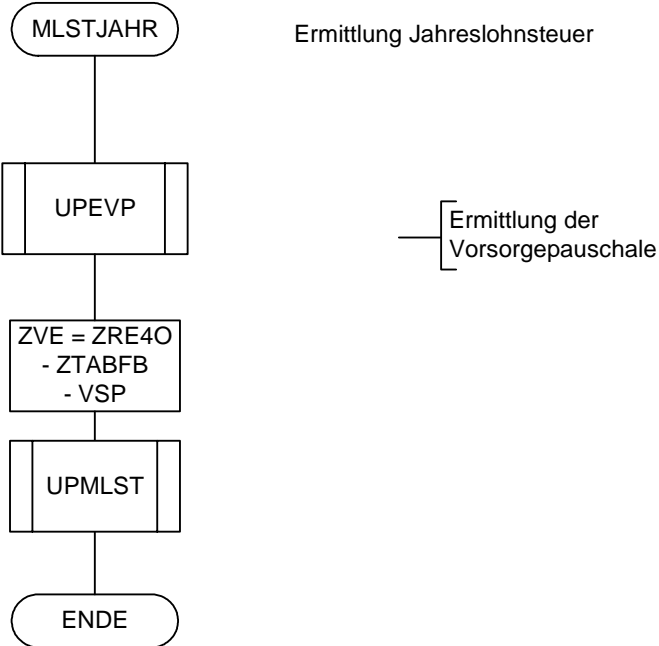 MLSTJAHR
Ermittlung Jahreslohnsteuer
UPEVP
Ermittlung der
Vorsorgepauschale
ZVE = ZRE4O
- ZTABFB
- VSP
UPMLST
ENDE